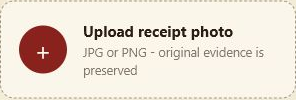 Upload receipt photo
JPG or PNG - original evidence is
preserved